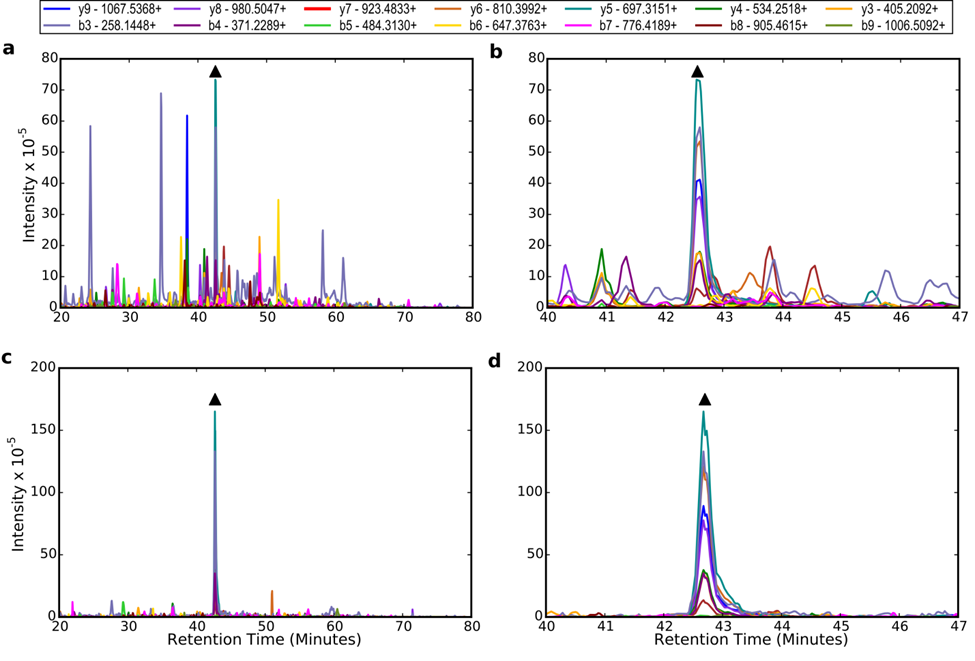 y9 - 1067.5368+ y8 - 980.5047+ y7 - 923.4833+ y6 - 810.3992+ y5 - 697.3151+ y4 - 534.2518+ y3 - 405.2092+
b3 - 258.1448+ b4 - 371.2289+ b5 - 484.3130+ b6 - 647.3763+ b7 - 776.4189+ b8 - 905.4615+ b9 - 1006.5092+
a
80
70
60
50
40
30
20
10
0
Intensity x 10-5
20 30 40 50 60 70 80
b
80
70
60
50
40
30
20
10
0
40 41 42 43 44 45 46 47
c
200
150
100
50
0
Intensity x 10-5
20 30 40 50 60 70 80
Retention Time (Minutes)
d
200
150
100
50
0
40 41 42 43 44 45 46 47
Retention Time (Minutes)